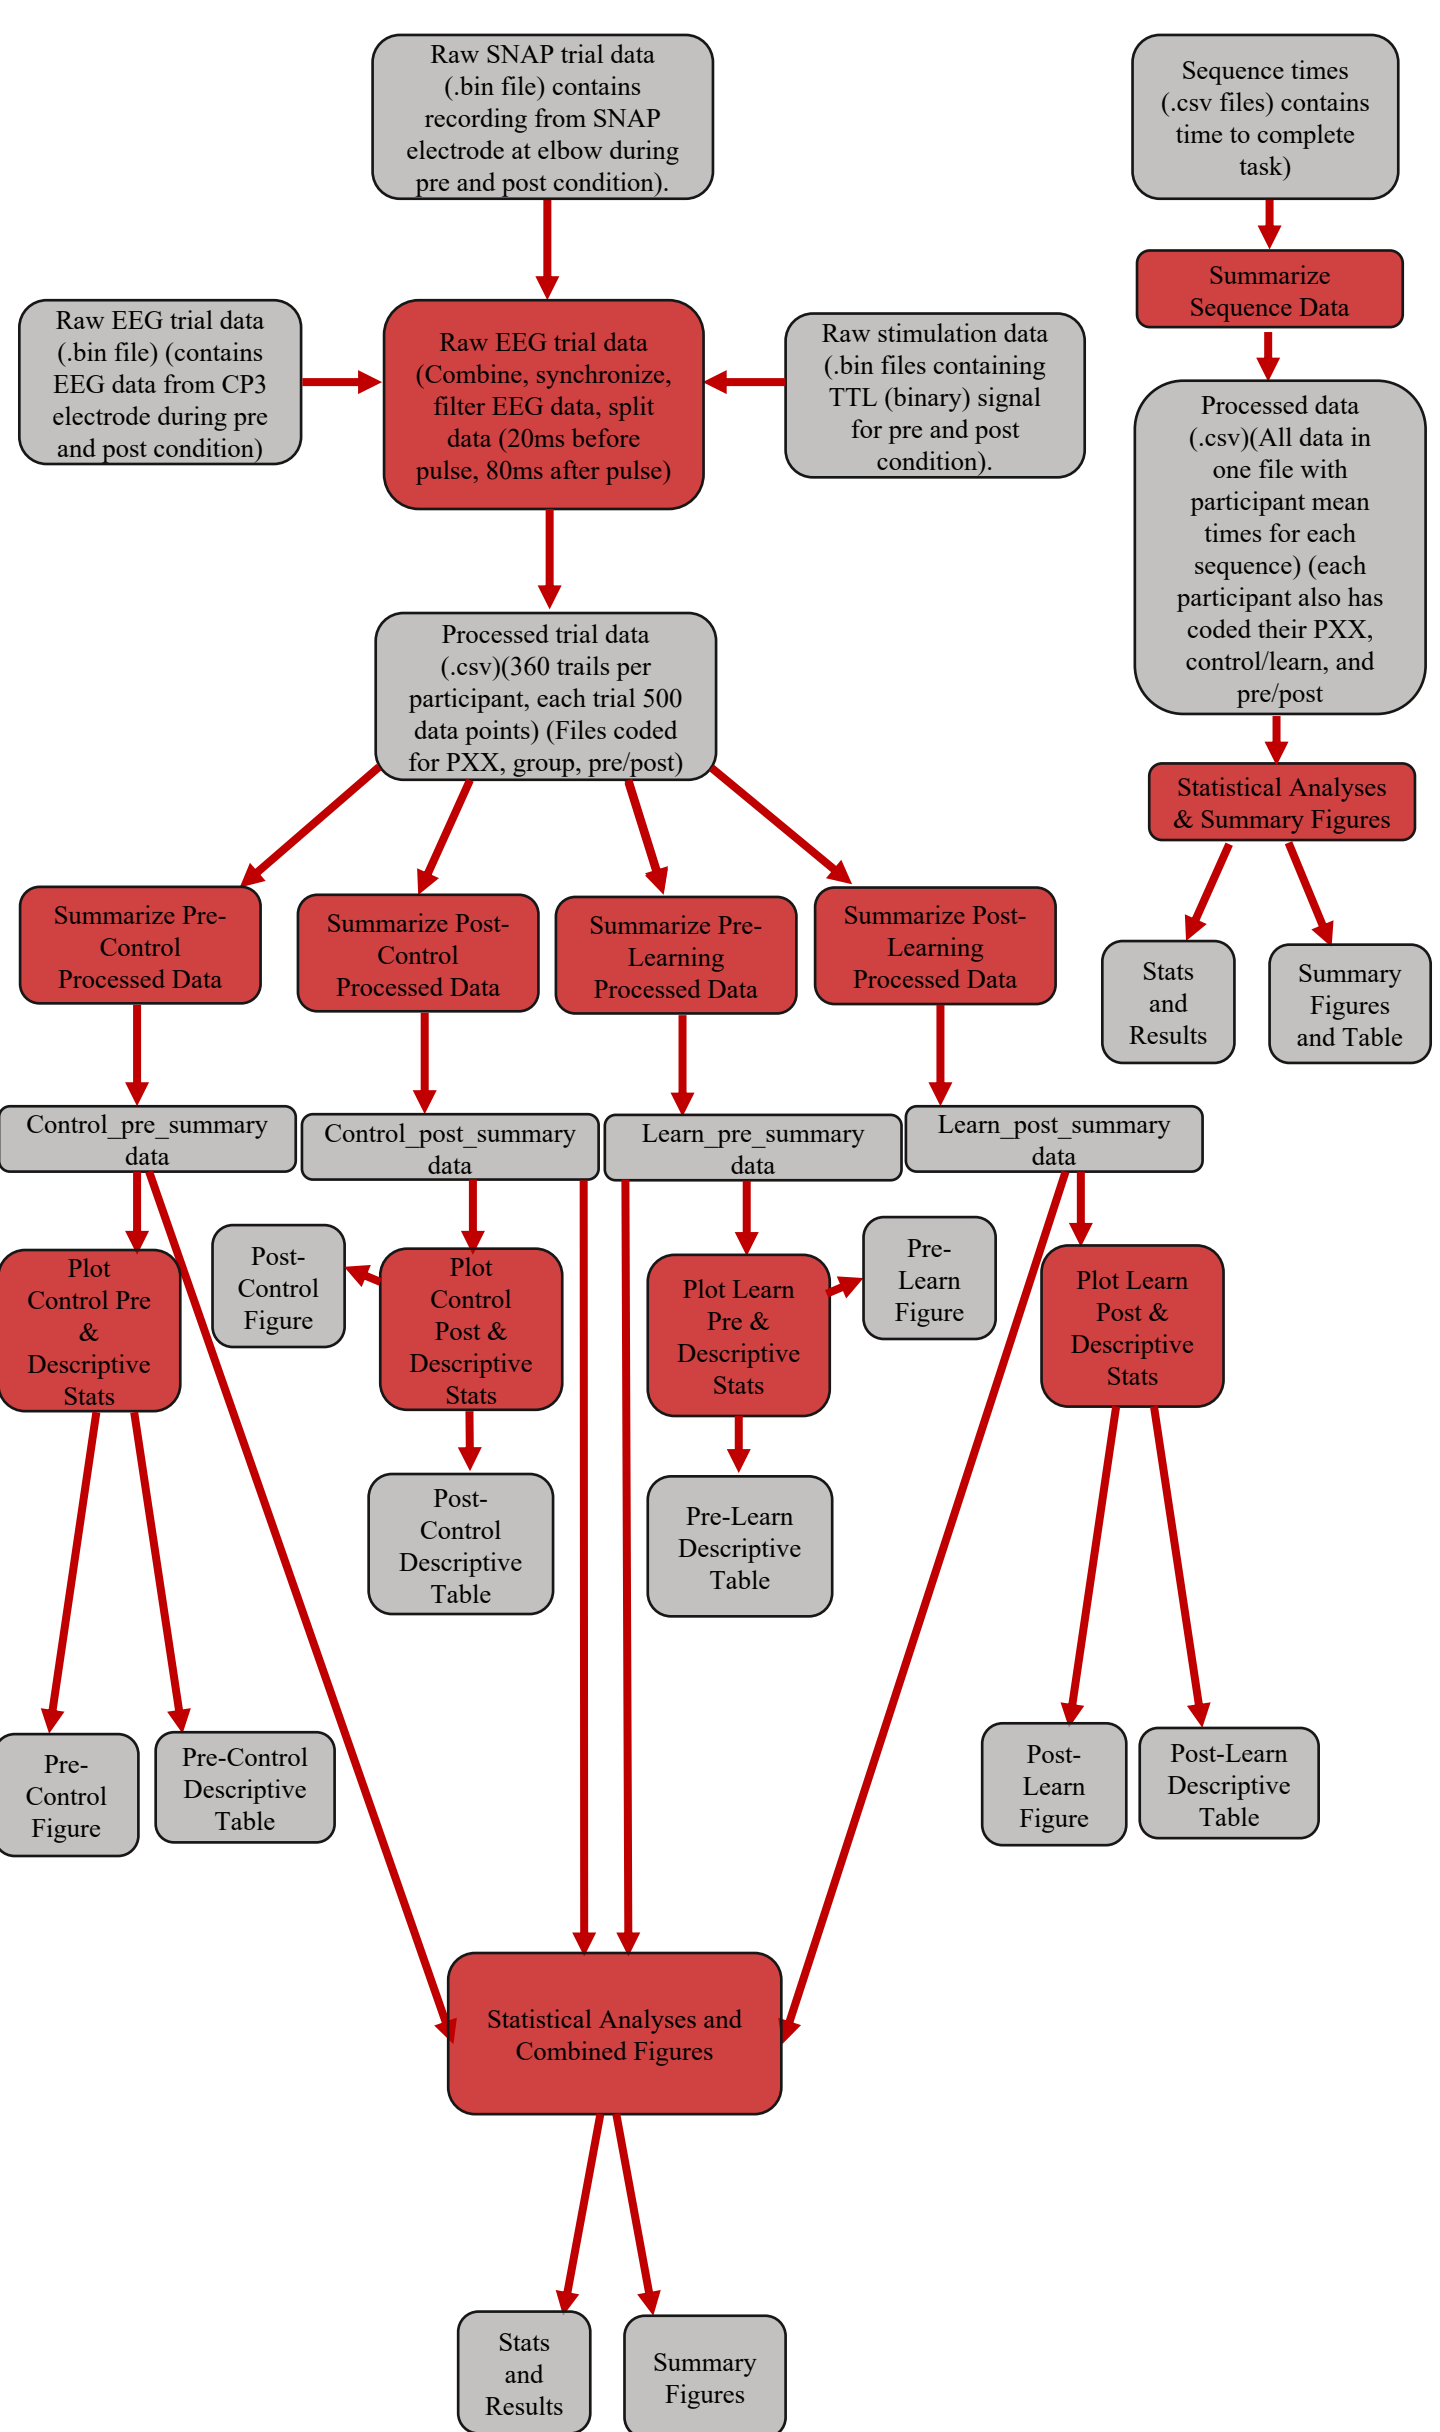 Raw SNAP trial data
(.bin file) contains
recording from SNAP
electrode at elbow during
pre and post condition).
Sequence times
(.csv files) contains
time to complete
task)
Summarize
Sequence Data
Raw EEG trial data
(.bin file) (contains
EEG data from CP3
electrode during pre
and post condition)
Raw EEG trial data
(Combine, synchronize,
filter EEG data, split
data (20ms before
pulse, 80ms after pulse)
Raw stimulation data
(.bin files containing
TTL (binary) signal
for pre and post
condition).
Processed data
(.csv)(All data in
one file with
participant mean
times for each
sequence) (each
participant also has
coded their PXX,
control/learn, and
pre/post
Processed trial data
(.csv)(360 trails per
participant, each trial 500
data points) (Files coded
for PXX, group, pre/post)
Statistical Analyses
& Summary Figures
Summarize Pre-
Control
Processed Data
Summarize Post-
Control
Processed Data
Summarize Pre-
Learning
Processed Data
Summarize Post-
Learning
Processed Data
Stats
and
Results
Summary
Figures
and Table
Control_pre_summary
data
Control_post_summary
data
Learn_pre_summary
data
Learn_post_summary
data
Plot
Control Pre
&
Descriptive
Stats
Post-
Control
Figure
Plot
Control
Post &
Descriptive
Stats
Plot Learn
Pre &
Descriptive
Stats
Pre-
Learn
Figure
Plot Learn
Post &
Descriptive
Stats
Post-
Control
Descriptive
Table
Pre-Learn
Descriptive
Table
Pre-
Control
Figure
Pre-Control
Descriptive
Table
Post-
Learn
Figure
Post-Learn
Descriptive
Table
Statistical Analyses and
Combined Figures
Stats
and
Results
Summary
Figures